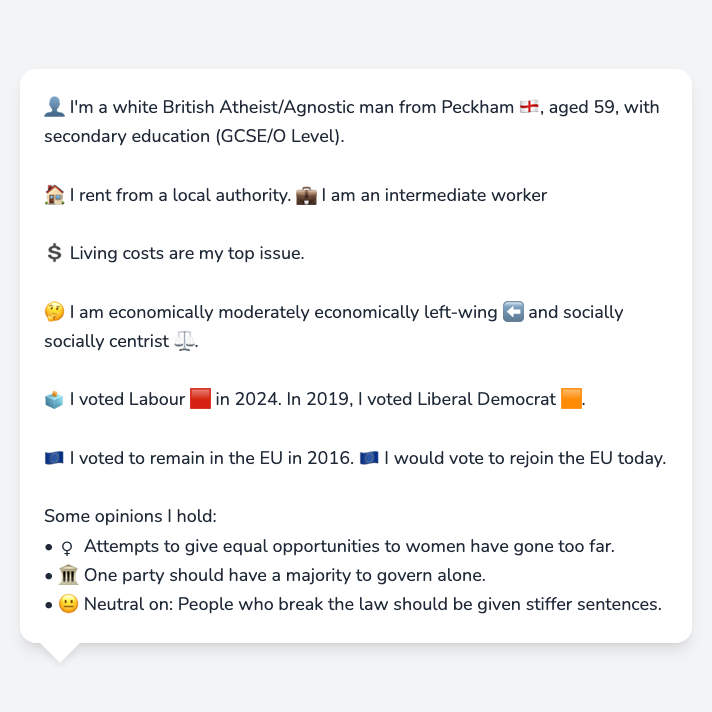 👤 I'm a white British Atheist/Agnostic man from Peckham 🏴󠁧󠁢󠁥󠁮󠁧󠁿, aged 59, with
secondary education (GCSE/O Level).
🏠 I rent from a local authority. 💼 I am an intermediate worker
💲 Living costs are my top issue.
🤔 I am economically moderately economically left-wing ⬅️ and socially
socially centrist ⚖️.
🗳️ I voted Labour 🟥 in 2024. In 2019, I voted Liberal Democrat 🟧.
🇪🇺 I voted to remain in the EU in 2016. 🇪🇺 I would vote to rejoin the EU today.
Some opinions I hold:
• ♀️ Attempts to give equal opportunities to women have gone too far.
• 🏛️ One party should have a majority to govern alone.
• 😐 Neutral on: People who break the law should be given stiffer sentences.